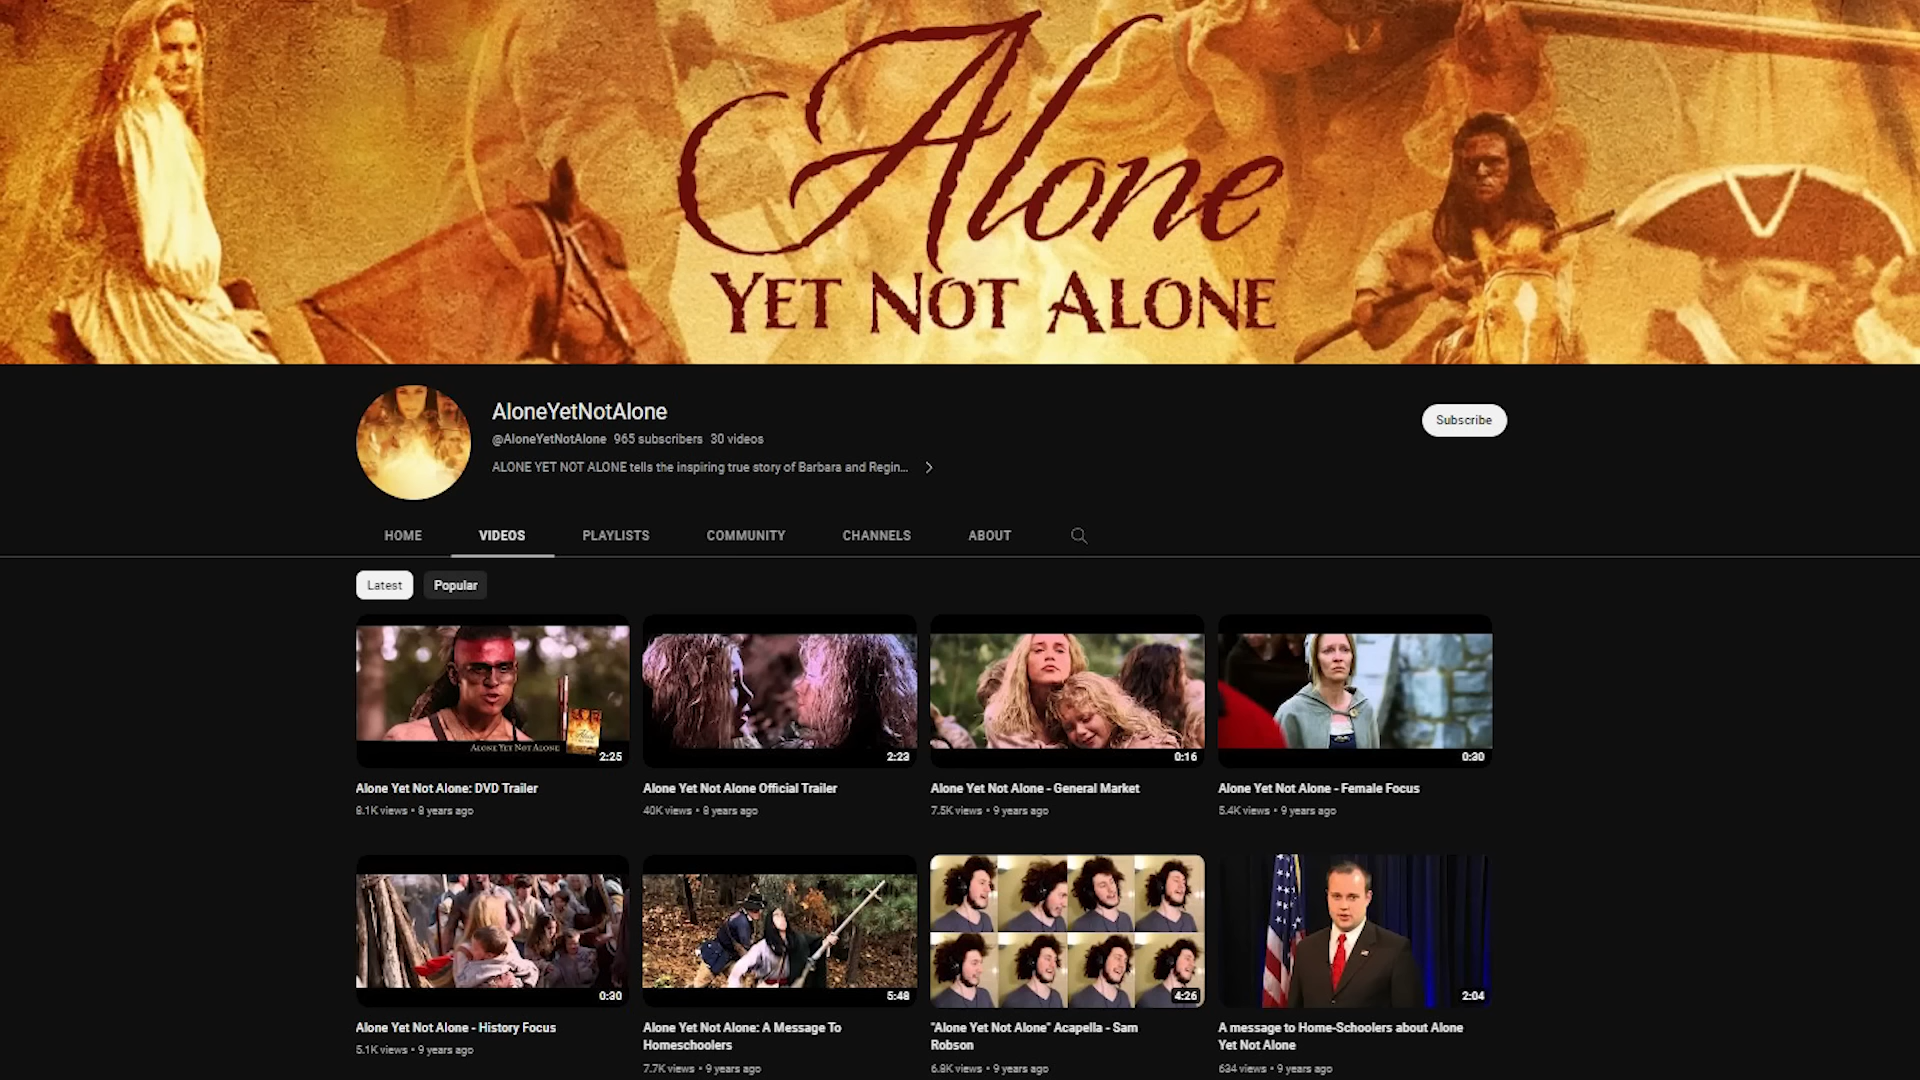 Alone
YET NOT ALONE
AloneYetNotAlone
@AloneYetNotAlone 965 subscribers 30 videos
ALONE YET NOT ALONE tells the inspiring true story of Barbara and Regin...
Subscribe
HOME VIDEOS PLAYLISTS COMMUNITY CHANNELS ABOUT
Latest Popular
ALONE YET NOT ALONE
2:25
2:23
0:16
0:30
Alone Yet Not Alone: DVD Trailer
8.1K views • 8 years ago
Alone Yet Not Alone Official Trailer
40K views • 8 years ago
Alone Yet Not Alone - General Market
7.5K views • 9 years ago
Alone Yet Not Alone - Female Focus
5.4K views • 9 years ago
0:30
5:48
4:26
2:04
Alone Yet Not Alone - History Focus
5.1K views • 9 years ago
Alone Yet Not Alone: A Message To
Homeschoolers
7.7K views • 9 years ago
"Alone Yet Not Alone" Acapella - Sam
Robson
6.8K views • 9 years ago
A message to Home-Schoolers about Alone
Yet Not Alone
634 views • 9 years ago